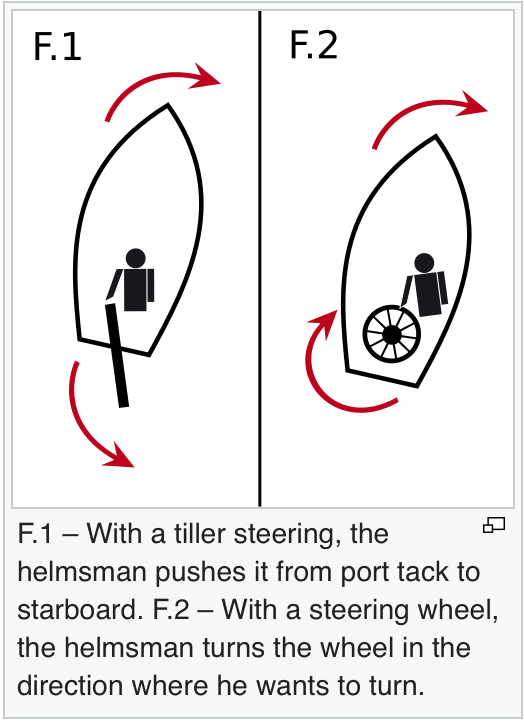 F.1
F.2
F.1 – With a tiller steering, the
helmsman pushes it from port tack to
starboard. F.2 – With a steering wheel,
the helmsman turns the wheel in the
direction where he wants to turn.